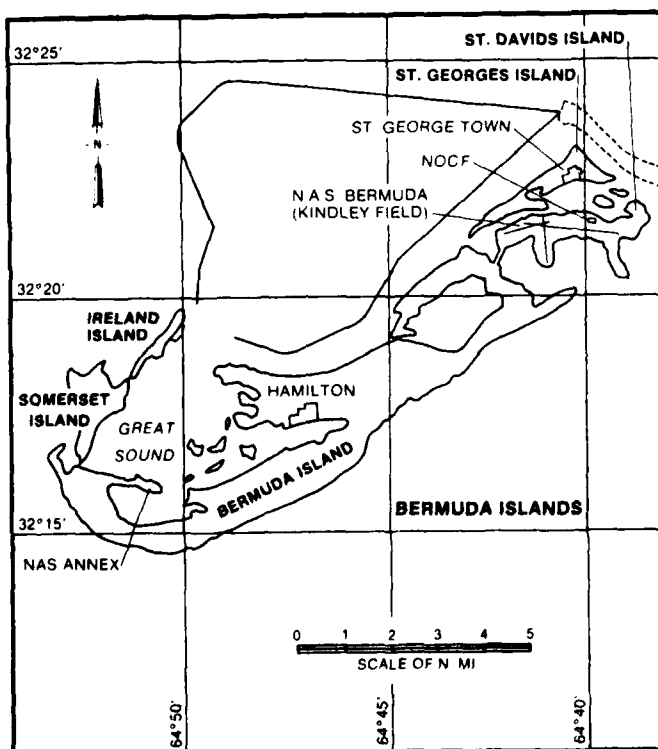 ST. DAVIDS ISLAND
32°25'
ST. GEORGES ISLAND
ST GEORGE TOWN
N
NOCF
N A S BERMUDA
(KINDLEY FIELD)
32°20'
IRELAND
ISLAND
SOMERSET
ISLAND
HAMILTON
GREAT
SOUND
BERMUDA ISLAND
BERMUDA ISLANDS
32°15'
NAS ANNEX
0 1 2 3 4 5
SCALE OF N MI
64°50'
64°45'
64°40'